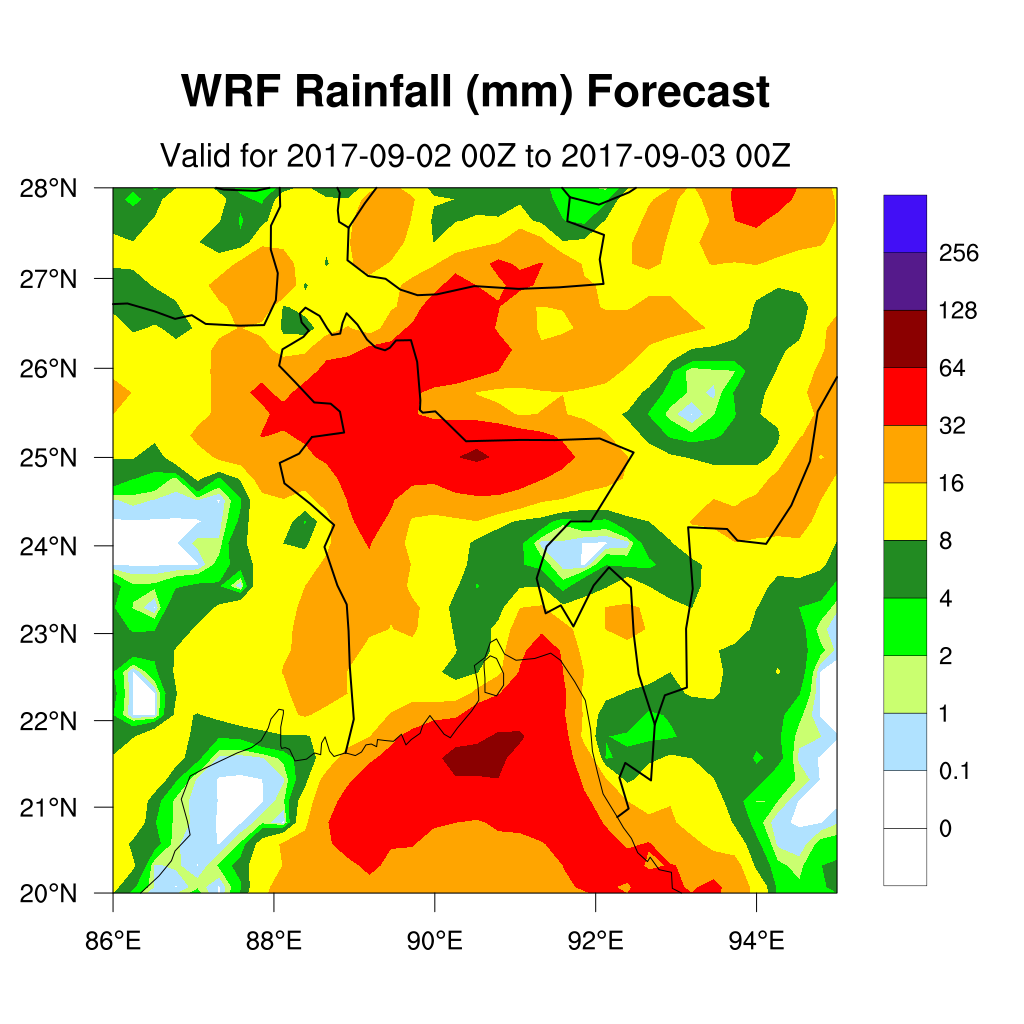 WRF Rainfall (mm) Forecast
Valid for 2017-09-02 00Z to 2017-09-03 00Z
28°N
27°N
26°N
25°N
24°N
23°N
22°N
21°N
20°N
86°E
88°E
90°E
92°E
94°E
256
128
64
32
16
8
4
2
1
0.1
0